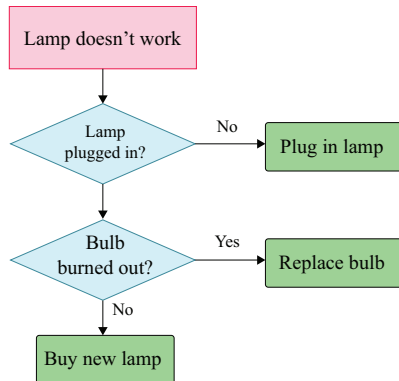 Lamp doesn’t work
Lamp
plugged in?
No
Plug in lamp
Bulb
burned out?
Yes
Replace bulb
No
Buy new lamp